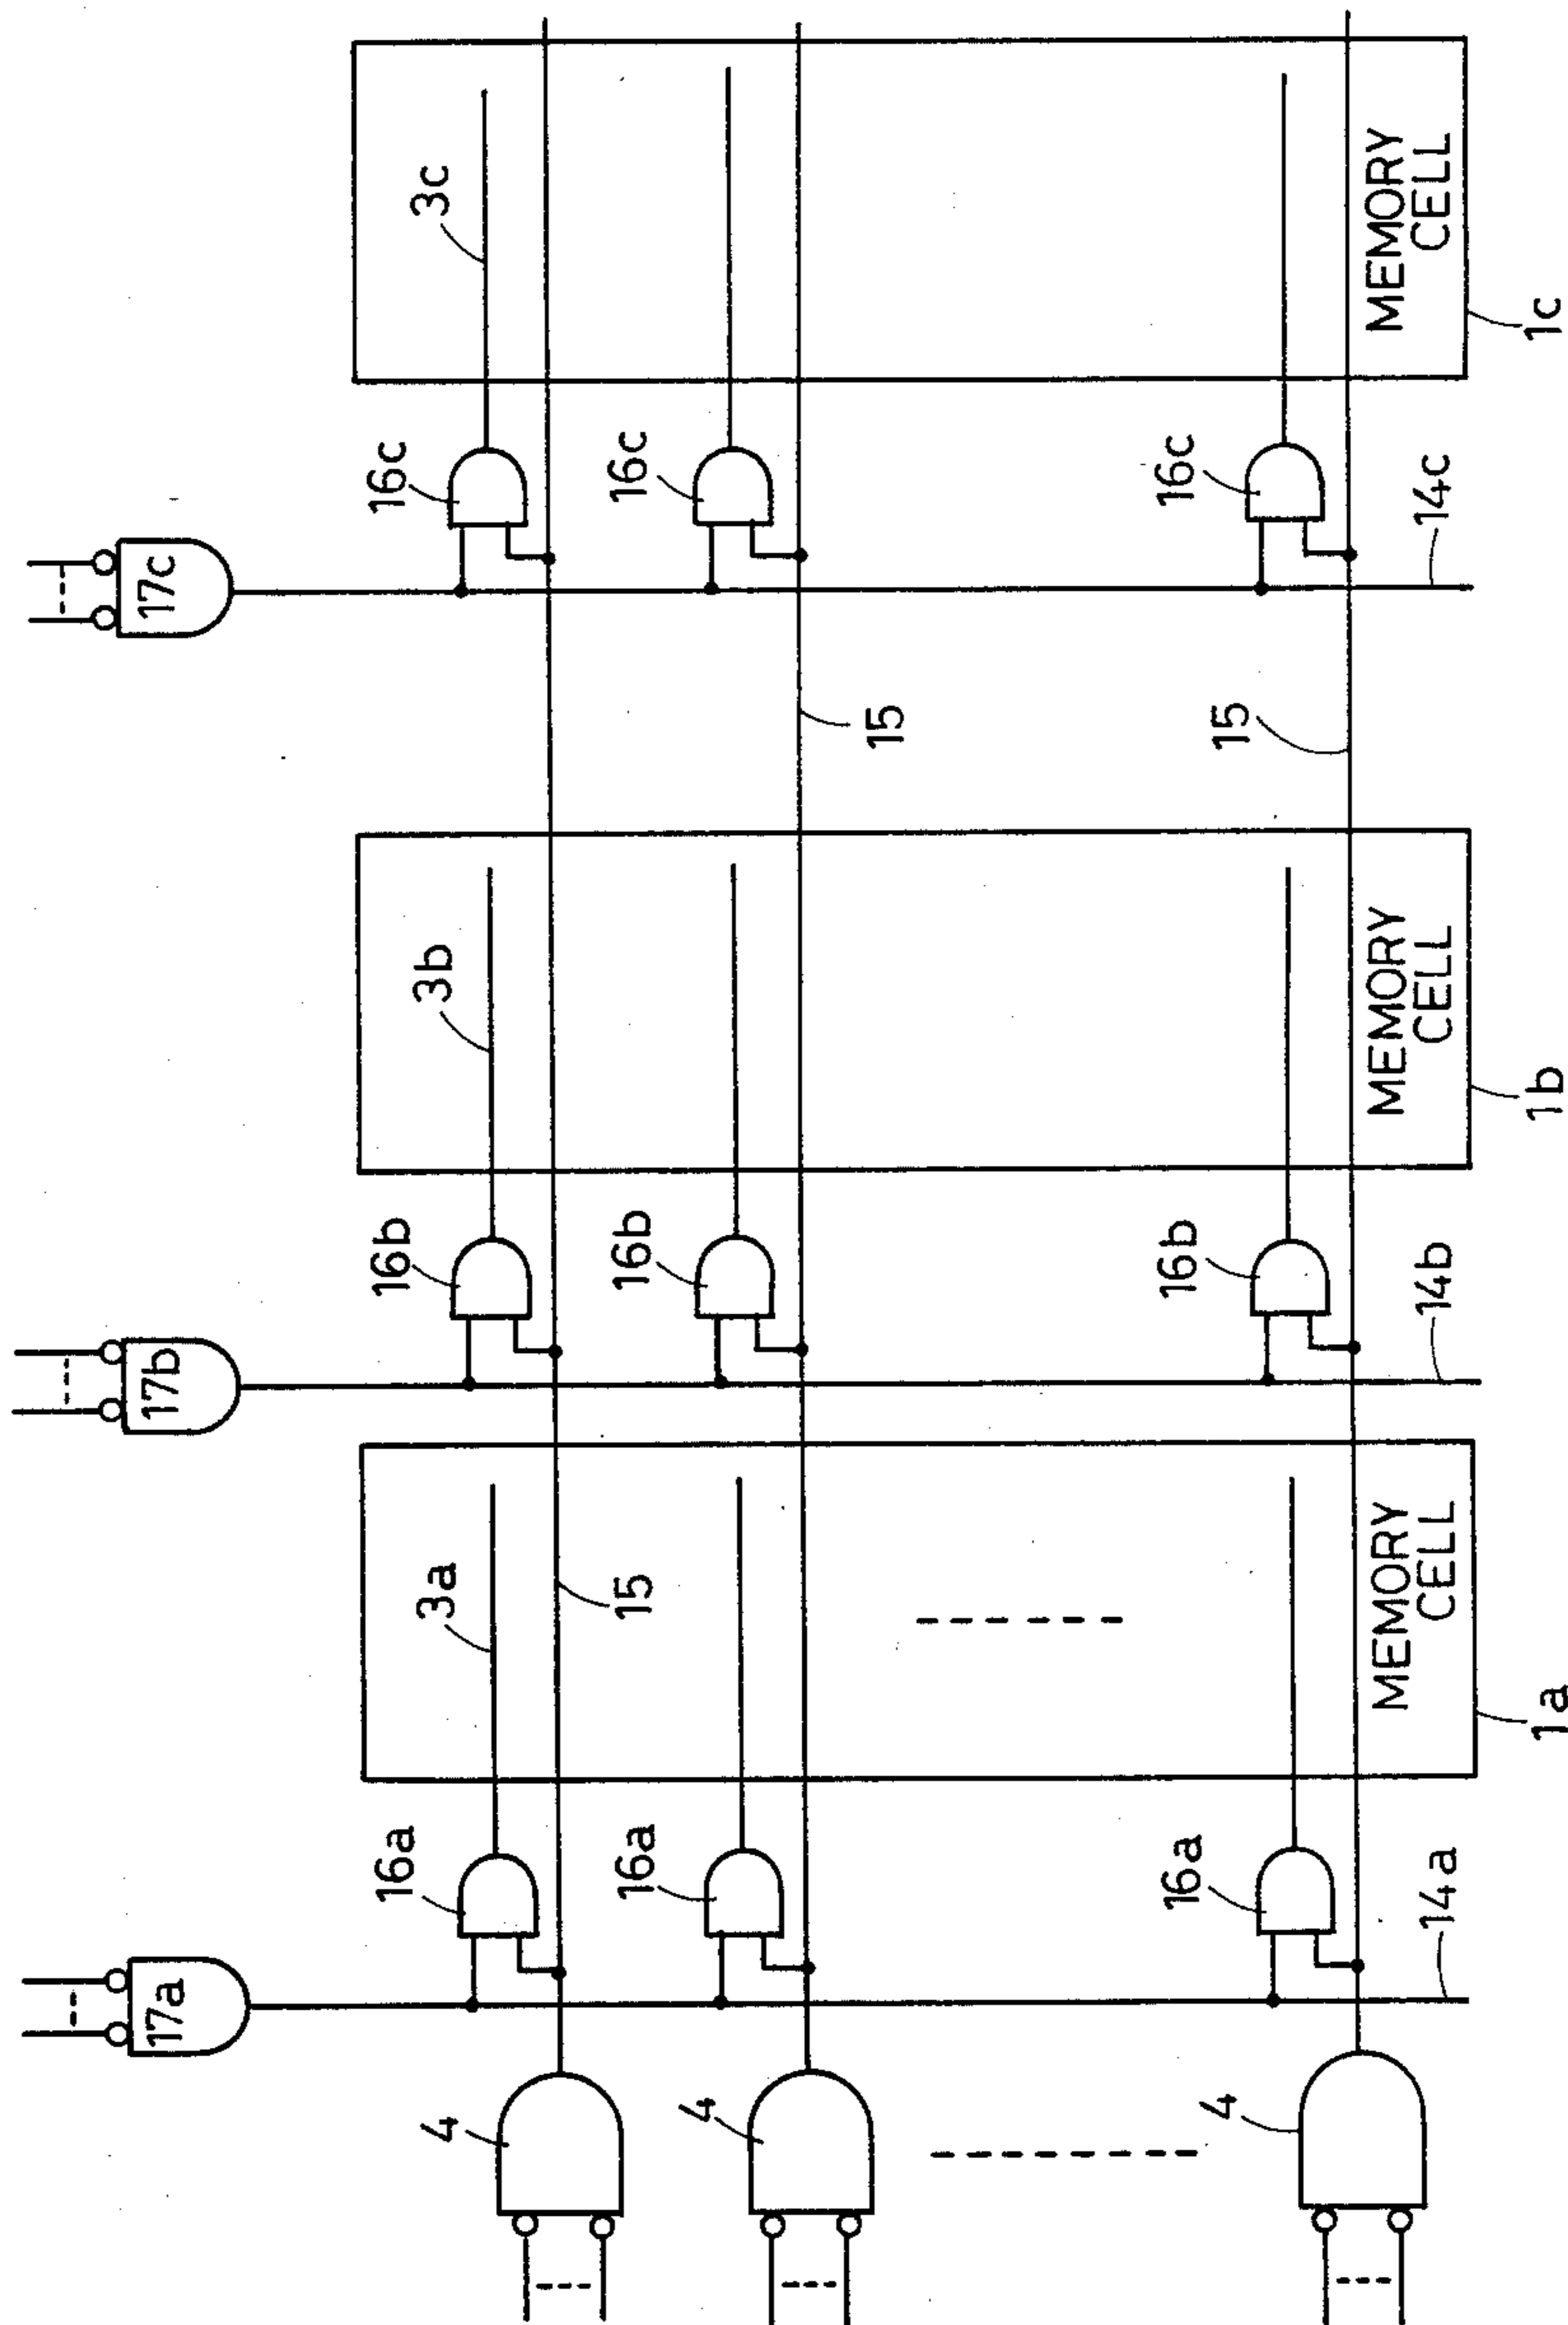 17a
17b
17c
16a
3a
16b
3b
16c
3c
4
15
16a
16b
16c
4
15
16a
16b
15
16c
4
MEMORY
CELL
MEMORY
CELL
MEMORY
CELL
14a
14b
14c
1a
1b
1c